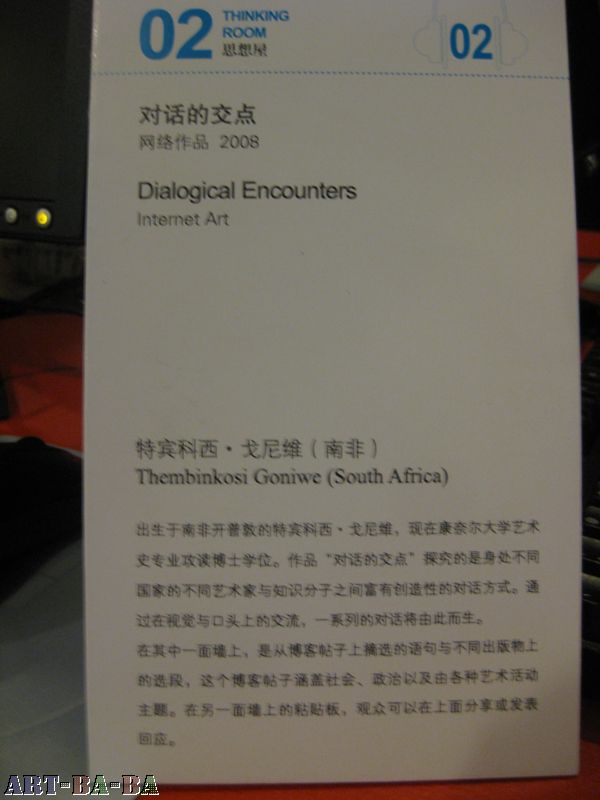 02
THINKING
ROOM
思想屋
02
对话的交点
网络作品 2008
Dialogical Encounters
Internet Art
特宾科西·戈尼维（南非）
Thembinkosi Goniwe (South Africa)
出生于南非开普敦的特宾科西·戈尼维，现在康奈尔大学艺术
史专业攻读博士学位。作品“对话的交点”探究的是身处不同
国家的不同艺术家与知识分子之间富有创造性的对话方式。通
过在视觉与口头上的交流，一系列的对话将由此而生。
在其中一面墙上，是从博客帖子上摘选的语句与不同出版物上
的选段，这个博客帖子涵盖社会、政治以及由各种艺术活动
主题。在另一面墙上的粘贴板，观众可以在上面分享或发表
回应。
ART-BA-BA